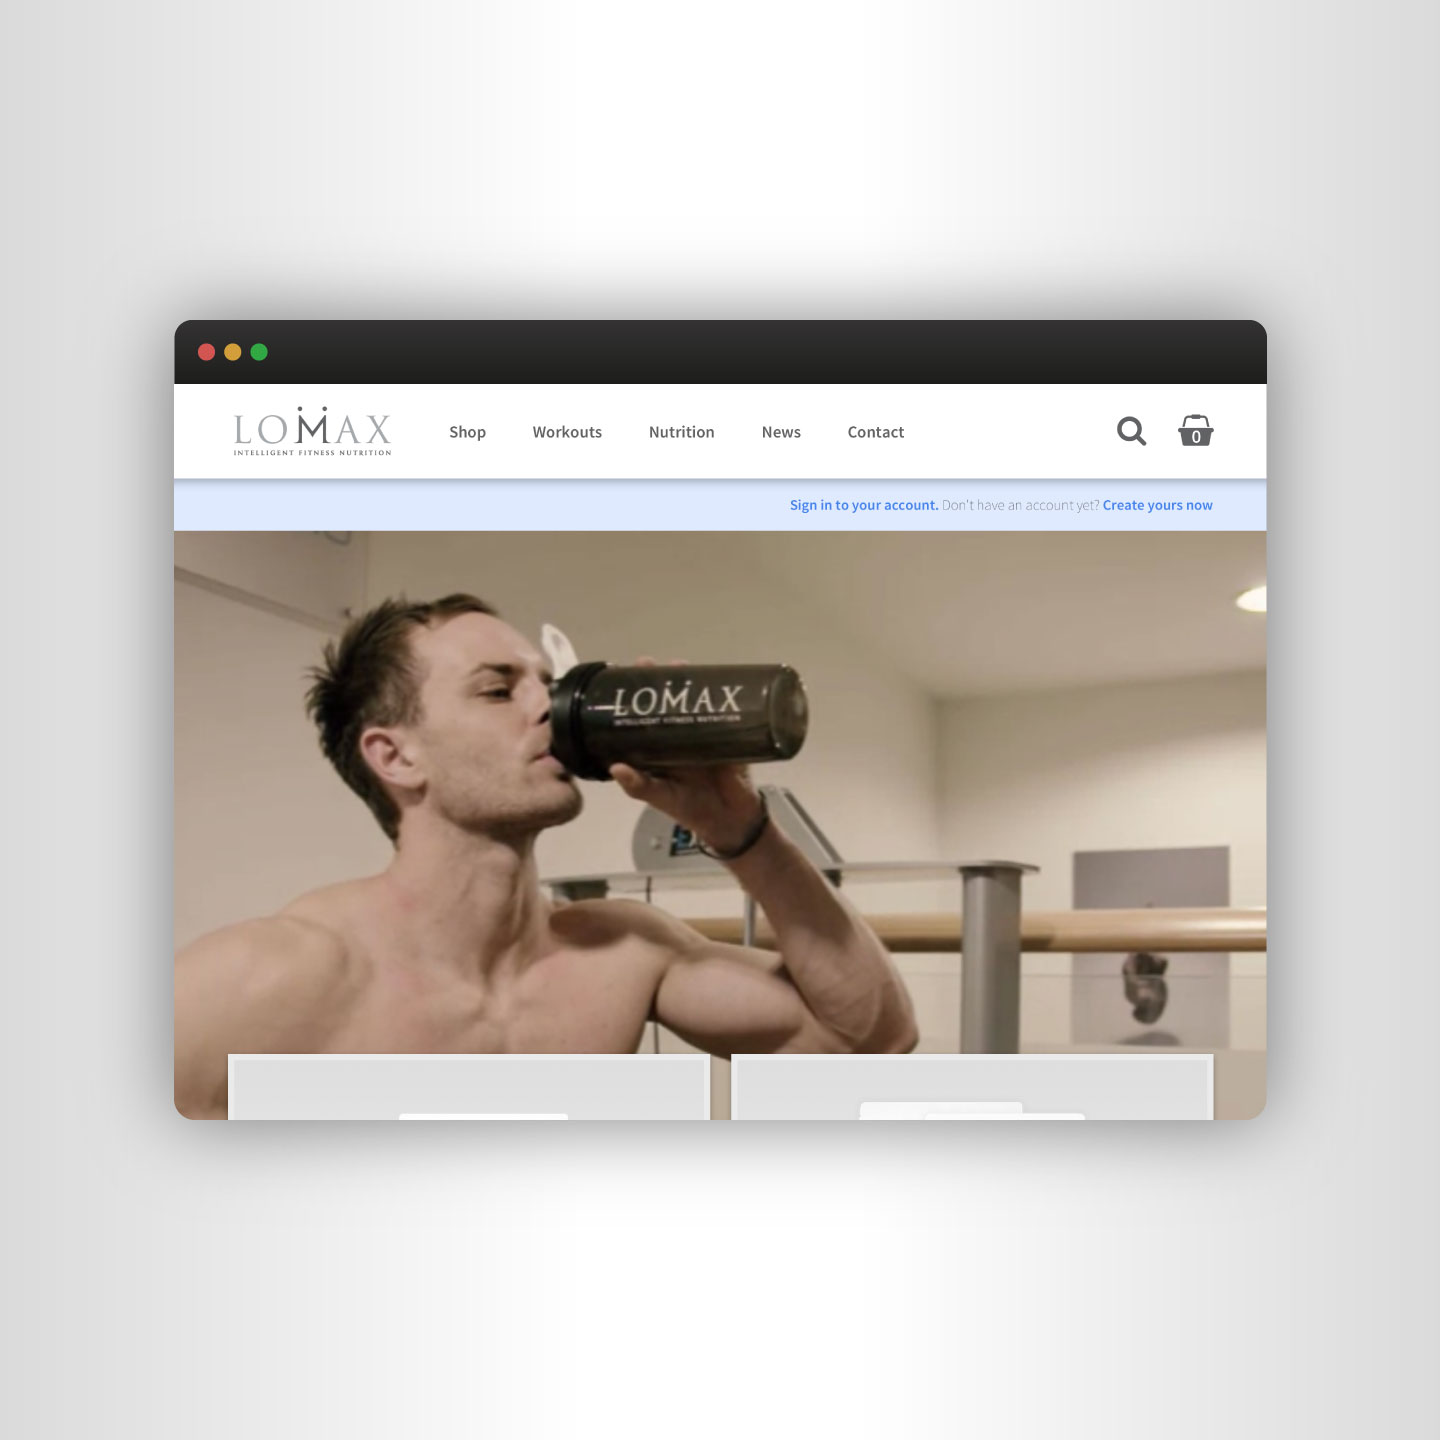 LOMAX
INTELLIGENT FITNESS NUTRITION
Shop Workouts Nutrition News Contact
0
Sign in to your account. Don't have an account yet? Create yours now
LOMAX
INTELLIGENT FITNESS NUTRITION